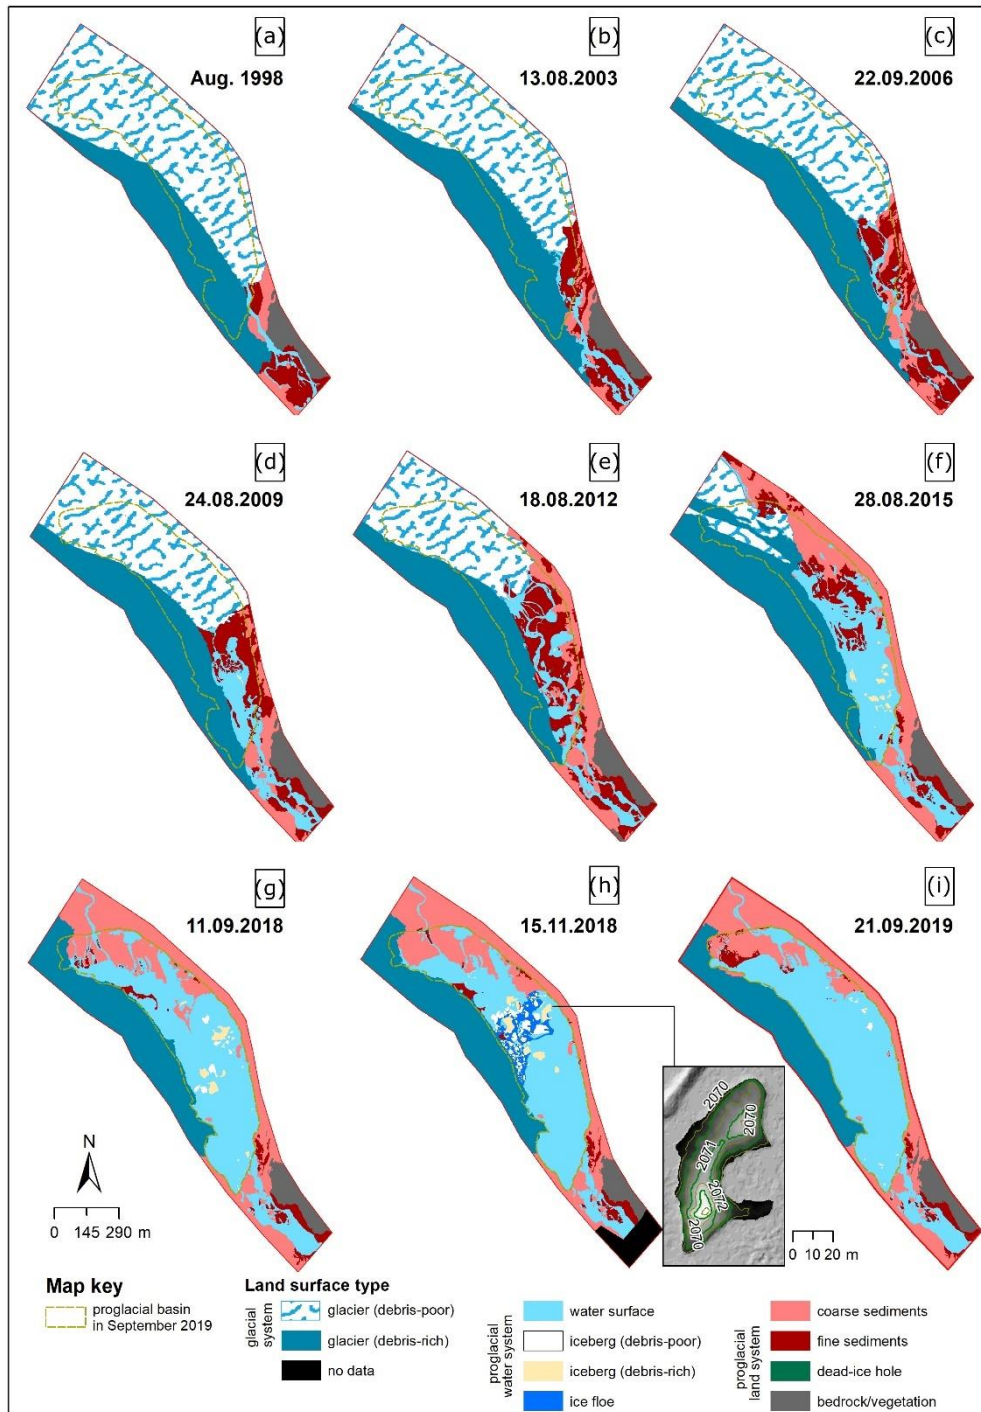 (a)
Aug. 1998
(b)
13.08.2003
(c)
22.09.2006
(d)
24.08.2009
(e)
18.08.2012
(f)
28.08.2015
(g)
11.09.2018
(h)
15.11.2018
(i)
21.09.2019
N
0 145 290 m
2070
2070
2071
2072
2070
0 10 20 m
Map key
proglacial basin
in September 2019
Land surface type
glacial
system
glacier (debris-poor)
glacier (debris-rich)
no data
proglacial
water system
water surface
iceberg (debris-poor)
iceberg (debris-rich)
ice floe
proglacial
land system
coarse sediments
fine sediments
dead-ice hole
bedrock/vegetation